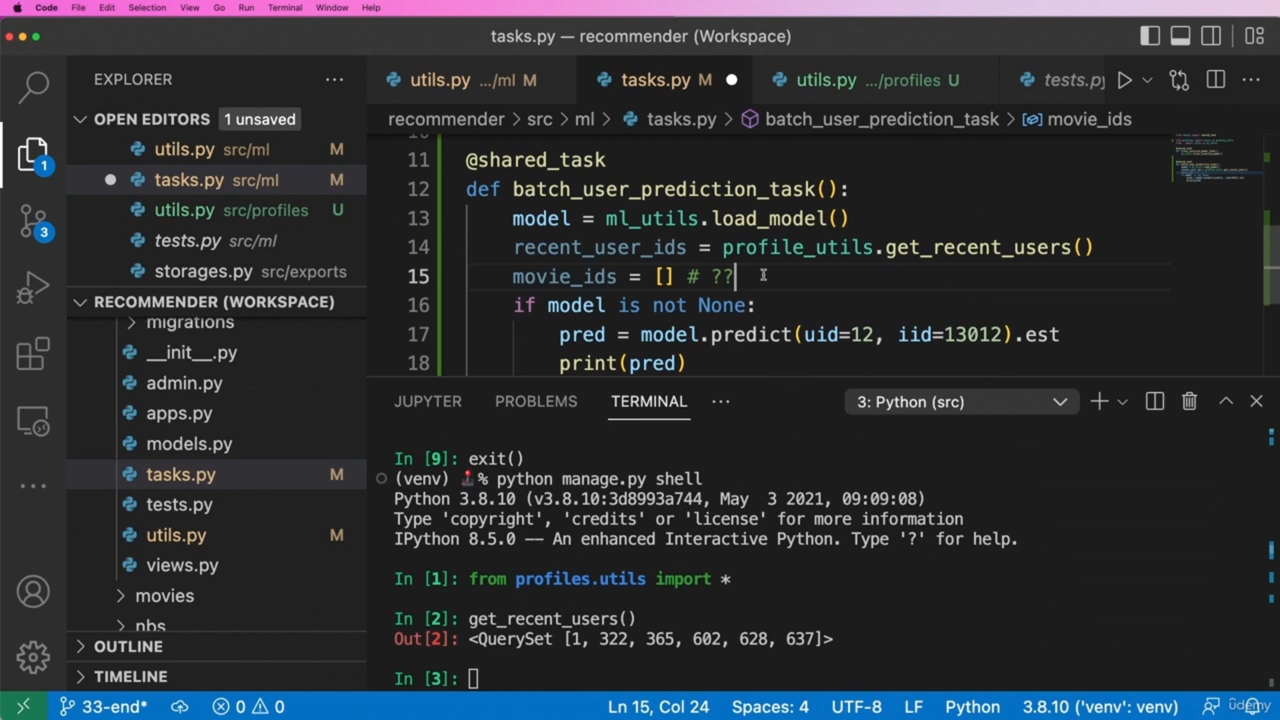 Code File Edit Selection View Go Run Terminal Window Help
tasks.py — recommender (Workspace)
EXPLORER
utils.py .../ml M
tasks.py M
utils.py .../profiles U
tests.py
OPEN EDITORS 1 unsaved
recommender > src > ml > tasks.py > batch_user_prediction_task > movie_ids
utils.py src/ml M
tasks.py src/ml M
utils.py src/profiles U
tests.py src/ml
storages.py src/exports
11 @shared_task
12 def batch_user_prediction_task():
13 model = ml_utils.load_model()
14 recent_user_ids = profile_utils.get_recent_users()
15 movie_ids = [] # ??
16 if model is not None:
17 pred = model.predict(uid=12, iid=13012).est
18 print(pred)
RECOMMENDER (WORKSPACE)
migrations
__init__.py
admin.py
apps.py
models.py
tasks.py M
tests.py
utils.py M
views.py
movies
nbs
OUTLINE
TIMELINE
1
3
JUPYTER PROBLEMS TERMINAL ... 3: Python (src)
In [9]: exit()
(venv) 🕹% python manage.py shell
Python 3.8.10 (v3.8.10:3d8993a744, May 3 2021, 09:09:08)
Type 'copyright', 'credits' or 'license' for more information
IPython 8.5.0 -- An enhanced Interactive Python. Type '?' for help.
In [1]: from profiles.utils import *
In [2]: get_recent_users()
Out[2]: <QuerySet [1, 322, 365, 602, 628, 637]>
In [3]:
33-end* 0 0 Ln 15, Col 24 Spaces: 4 UTF-8 LF Python 3.8.10 ('venv': venv)
udemy